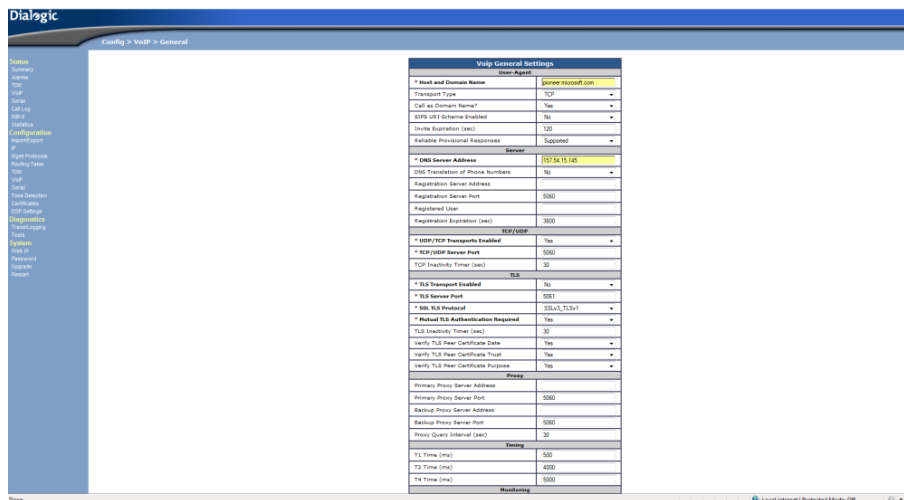 Dialogic
Config > VoIP > General
Status
Summary
Alarms
TDM
VoIP
Serial
Call Log
MIB-II
Statistics
Configuration
Import/Export
IP
Mgmt Protocols
Routing Table
TDM
VoIP
Serial
Tone Detection
Certificates
DSP Settings
Diagnostics
Trace/Logging
Tests
System
Web UI
Password
Upgrade
Restart
Voip General Settings
User-Agent
* Host and Domain Name pioneer.microsoft.com
Transport Type TCP
Call as Domain Name? Yes
SIPS URI Scheme Enabled No
Invite Expiration (sec) 120
Reliable Provisional Responses Supported
Server
* DNS Server Address 157.54.15.145
DNS Translation of Phone Numbers No
Registration Server Address
Registration Server Port 5060
Registered User
Registration Expiration (sec) 3600
TCP/UDP
* UDP/TCP Transports Enabled Yes
* TCP/UDP Server Port 5060
TCP Inactivity Timer (sec) 30
TLS
* TLS Transport Enabled No
* TLS Server Port 5061
* SSL TLS Protocol SSLv3_TLSv1
* Mutual TLS Authentication Required Yes
TLS Inactivity Timer (sec) 30
Verify TLS Peer Certificate Date Yes
Verify TLS Peer Certificate Trust Yes
Verify TLS Peer Certificate Purpose Yes
Proxy
Primary Proxy Server Address
Primary Proxy Server Port 5060
Backup Proxy Server Address
Backup Proxy Server Port 5060
Proxy Query Interval (sec) 30
Timing
T1 Time (ms) 500
T2 Time (ms) 4000
T4 Time (ms) 5000
Monitoring
Done
Local intranet | Protected Mode: Off